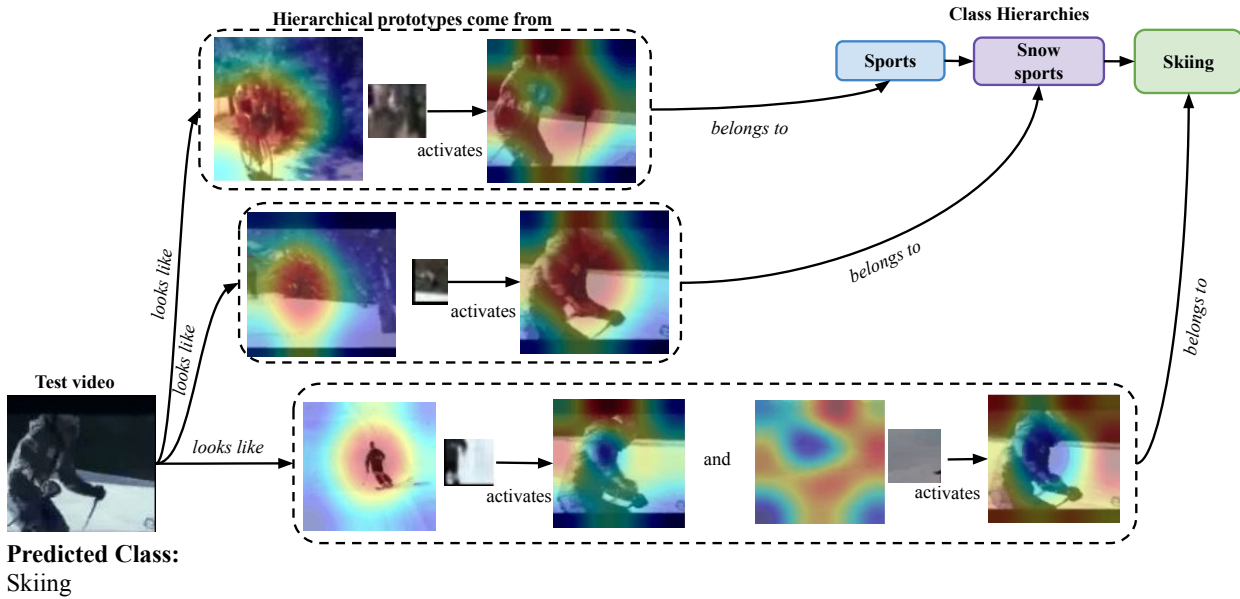 Hierarchical prototypes come from
Class Hierarchies
Sports
Snow
sports
Skiing
activates
belongs to
looks like
activates
belongs to
looks like
Test video
looks like
activates
and
activates
belongs to
Predicted Class:
Skiing